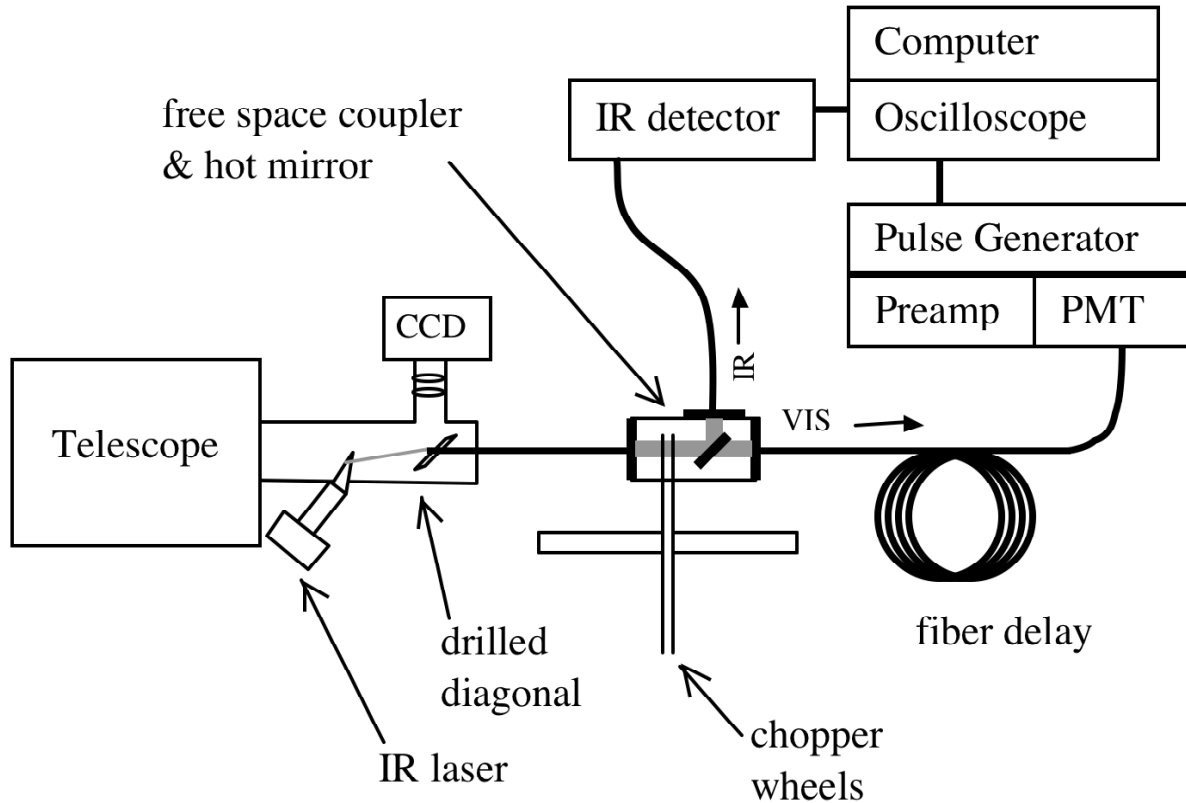 Computer
free space coupler
& hot mirror
IR detector
Oscilloscope
Pulse Generator
Preamp
PMT
CCD
IR
VIS
Telescope
fiber delay
drilled
diagonal
chopper
wheels
IR laser